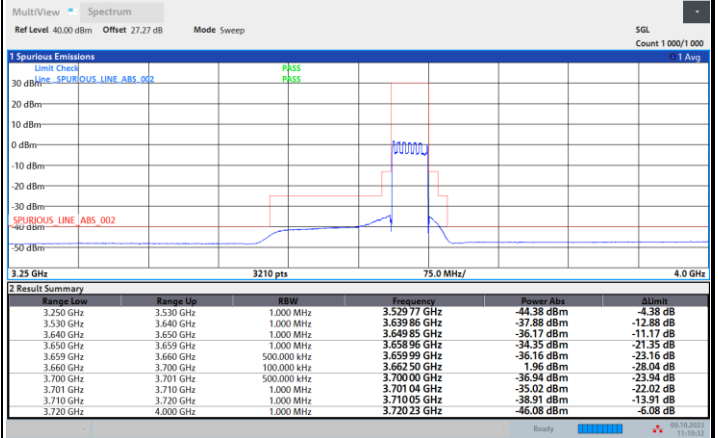 MultiView Spectrum
Ref Level 40.00 dBm Offset 27.27 dB Mode Sweep SGL
Count 1 000/1 000
1 Spurious Emissions 1 Avg
Limit Check PASS
Line _SPURIOUS_LINE_ABS_002 PASS
30 dBm
20 dBm
10 dBm
0 dBm
-10 dBm
-20 dBm
-30 dBm
_SPURIOUS_LINE_ABS_002
-40 dBm
-50 dBm
3.25 GHz 3210 pts 75.0 MHz/ 4.0 GHz
2 Result Summary
Range Low Range Up RBW Frequency Power Abs ΔLimit
3.250 GHz 3.530 GHz 1.000 MHz 3.529 77 GHz -44.38 dBm -4.38 dB
3.530 GHz 3.640 GHz 1.000 MHz 3.639 86 GHz -37.88 dBm -12.88 dB
3.640 GHz 3.650 GHz 1.000 MHz 3.649 85 GHz -36.17 dBm -11.17 dB
3.650 GHz 3.659 GHz 1.000 MHz 3.658 96 GHz -34.35 dBm -21.35 dB
3.659 GHz 3.660 GHz 500.000 kHz 3.659 99 GHz -36.16 dBm -23.16 dB
3.660 GHz 3.700 GHz 100.000 kHz 3.662 50 GHz 1.96 dBm -28.04 dB
3.700 GHz 3.701 GHz 500.000 kHz 3.700 00 GHz -36.94 dBm -23.94 dB
3.701 GHz 3.710 GHz 1.000 MHz 3.701 04 GHz -35.02 dBm -22.02 dB
3.710 GHz 3.720 GHz 1.000 MHz 3.710 05 GHz -38.91 dBm -13.91 dB
3.720 GHz 4.000 GHz 1.000 MHz 3.720 23 GHz -46.08 dBm -6.08 dB
Ready 09.10.2023
11:10:32